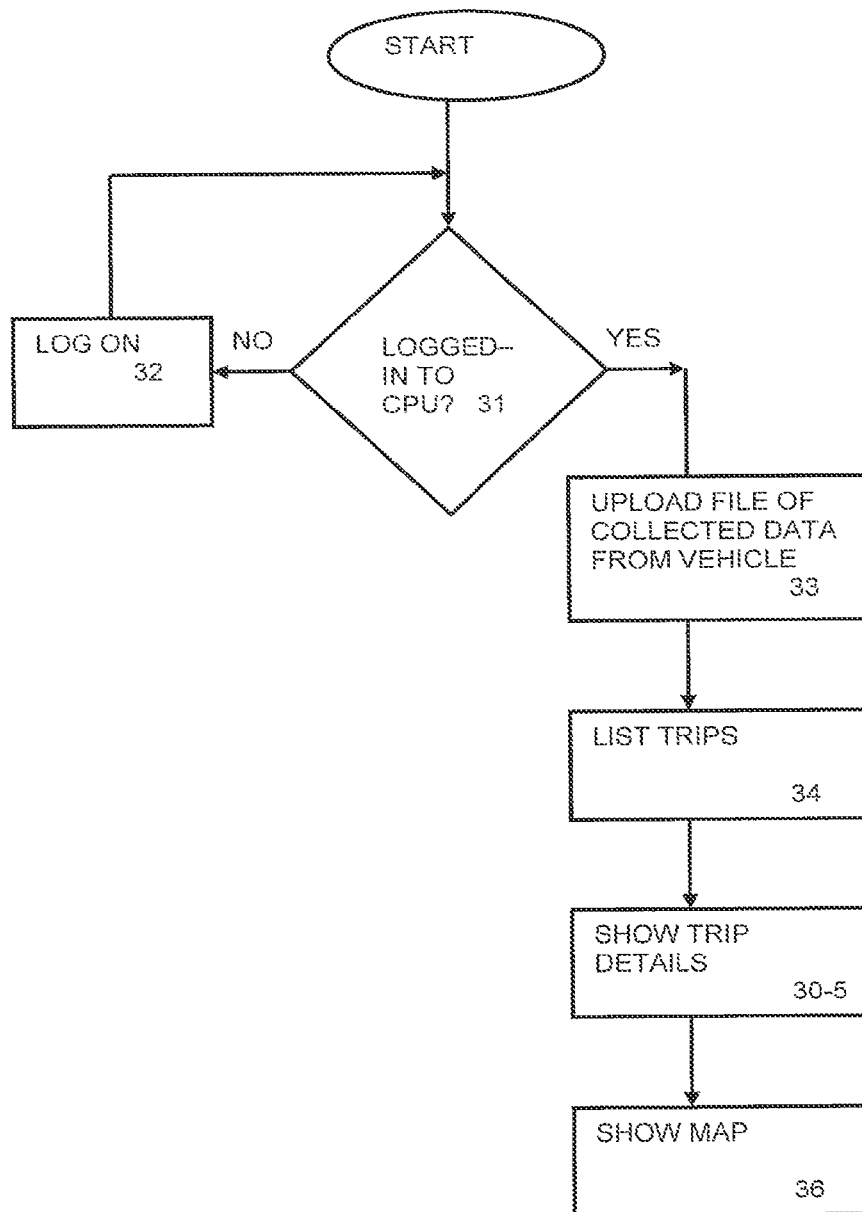 START
LOG ON
32
NO
LOGGED-
IN TO
CPU? 31
YES
UPLOAD FILE OF
COLLECTED DATA
FROM VEHICLE
33
LIST TRIPS
34
SHOW TRIP
DETAILS
30-5
SHOW MAP
36